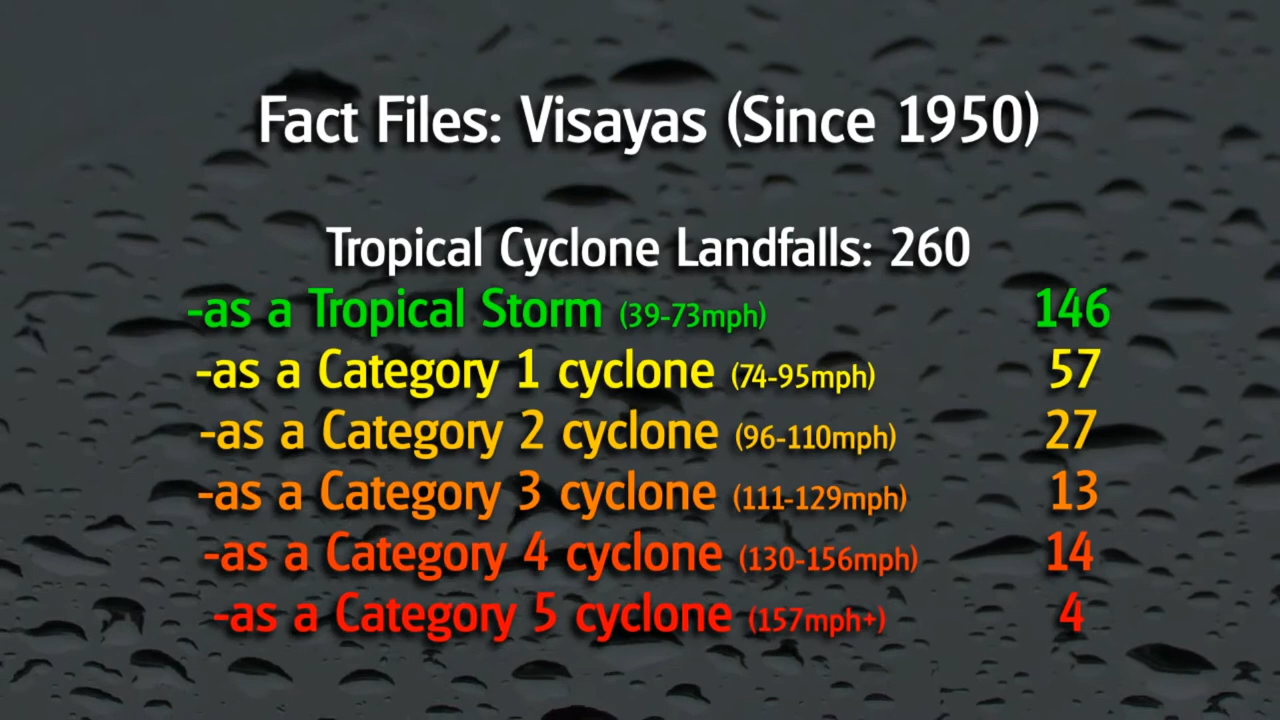 Fact Files: Visayas (Since 1950)
Tropical Cyclone Landfalls: 260
-as a Tropical Storm (39-73mph) 146
-as a Category 1 cyclone (74-95mph) 57
-as a Category 2 cyclone (96-110mph) 27
-as a Category 3 cyclone (111-129mph) 13
-as a Category 4 cyclone (130-156mph) 14
-as a Category 5 cyclone (157mph+) 4